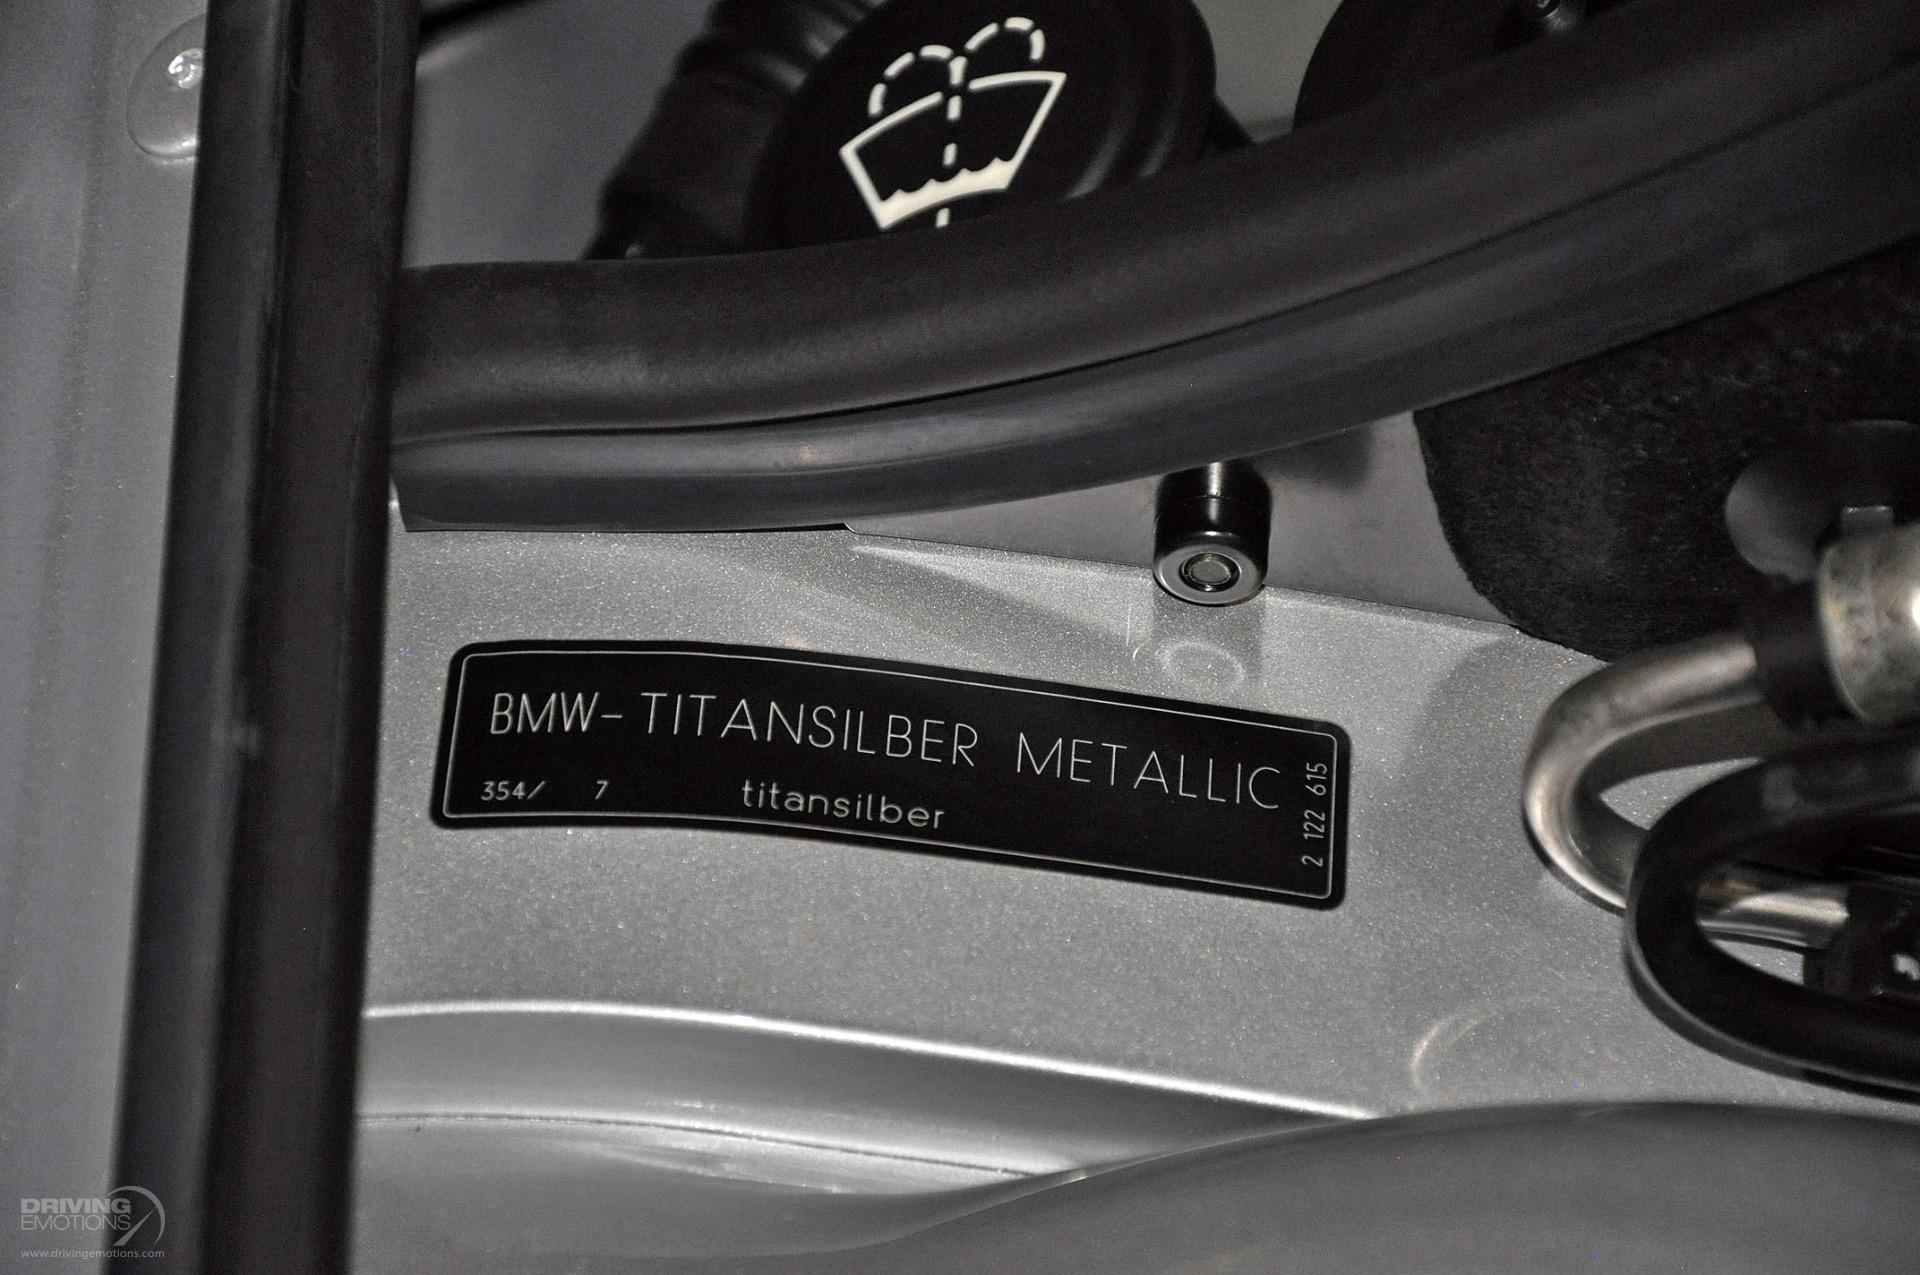 BMW-TITANSILBER METALLIC
354/ 7 titansilber
2 122 615
DRIVING
EMOTIONS
www.drivingemotions.com